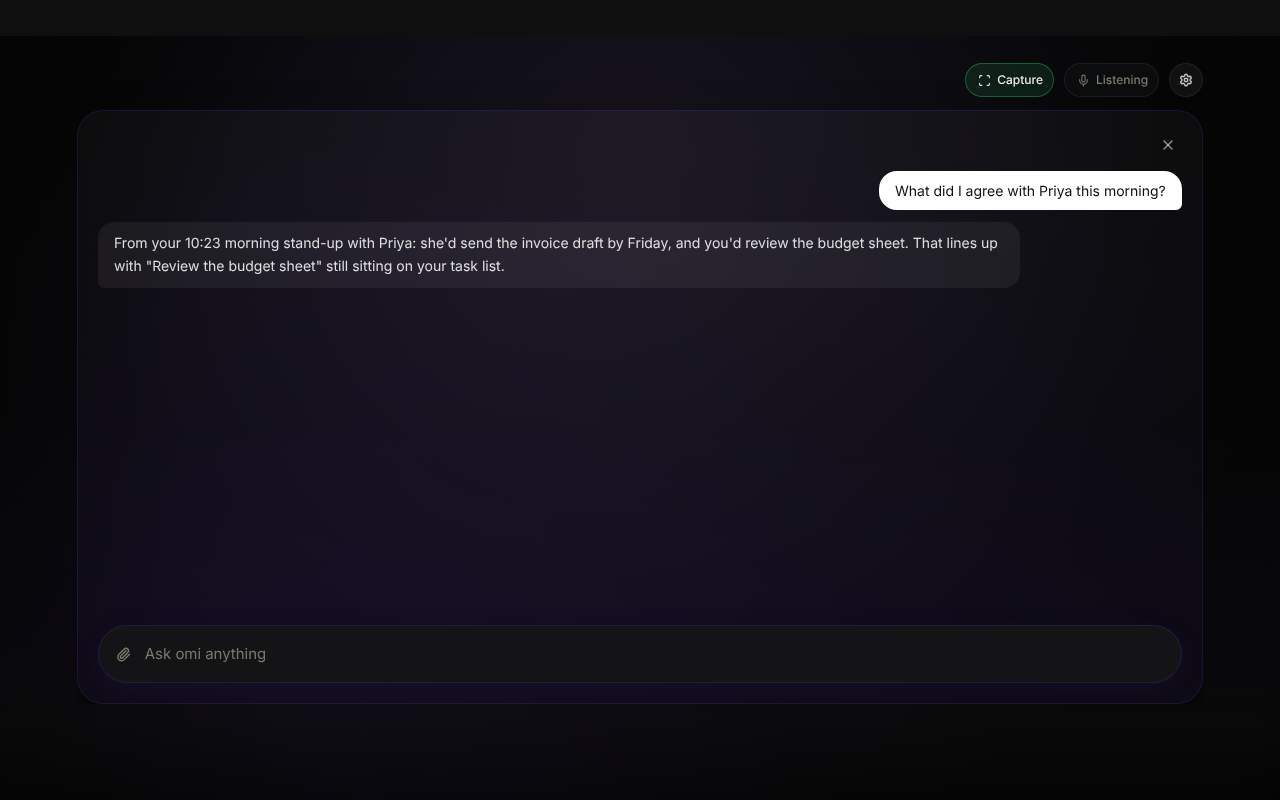 Capture
Listening
What did I agree with Priya this morning?
From your 10:23 morning stand-up with Priya: she'd send the invoice draft by Friday, and you'd review the budget sheet. That lines up
with "Review the budget sheet" still sitting on your task list.
Ask omi anything